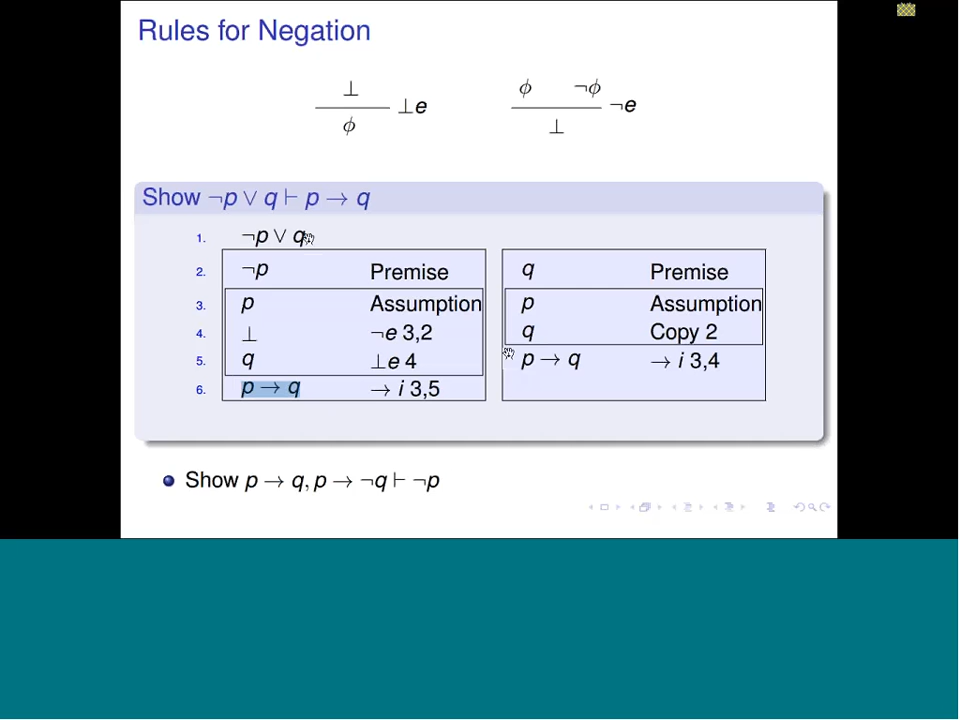 Rules for Negation
⊥
ϕ
⊥e
ϕ ¬ϕ
⊥
¬e
Show ¬p ∨ q ⊢ p → q
1. ¬p ∨ q
2. ¬p Premise q Premise
3. p Assumption p Assumption
4. ⊥ ¬e 3,2 q Copy 2
5. q ⊥e 4 p → q → i 3,4
6. p → q → i 3,5
Show p → q, p → ¬q ⊢ ¬p